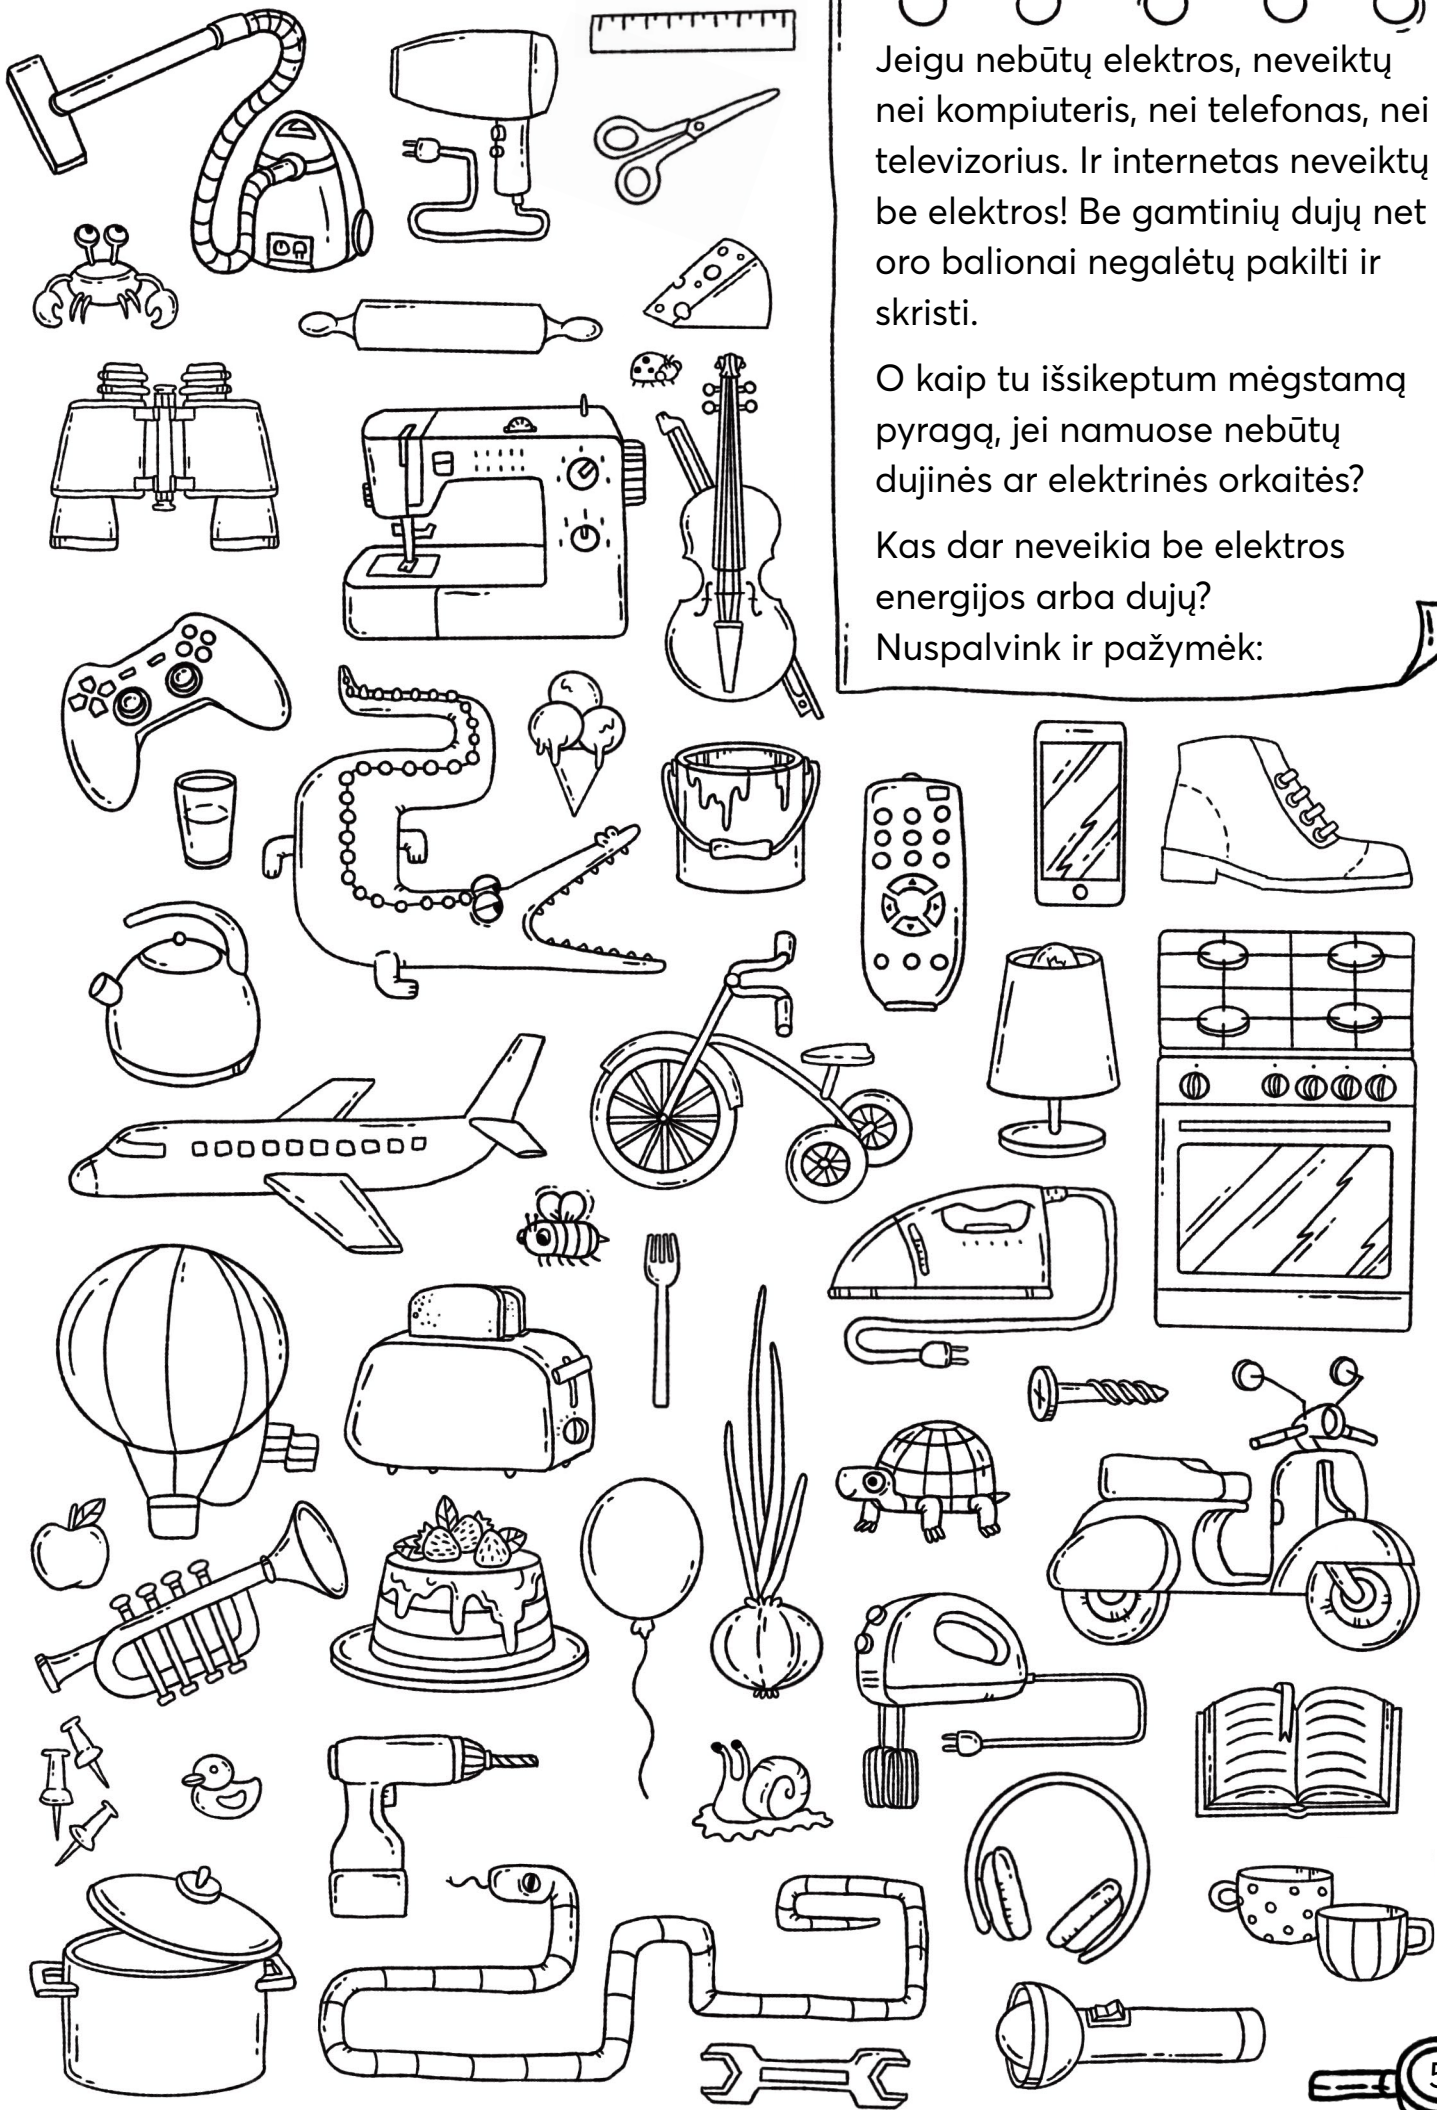 Jeigu nebūtų elektros, neveiktų
nei kompiuteris, nei telefonas, nei
televizorius. Ir internetas neveiktų
be elektros! Be gamtinių dujų net
oro balionai negalėtų pakilti ir
skristi.
O kaip tu išsikeptum mėgstamą
pyragą, jei namuose nebūtų
dujinės ar elektrinės orkaitės?
Kas dar neveikia be elektros
energijos arba dujų?
Nuspalvink ir pažymėk: